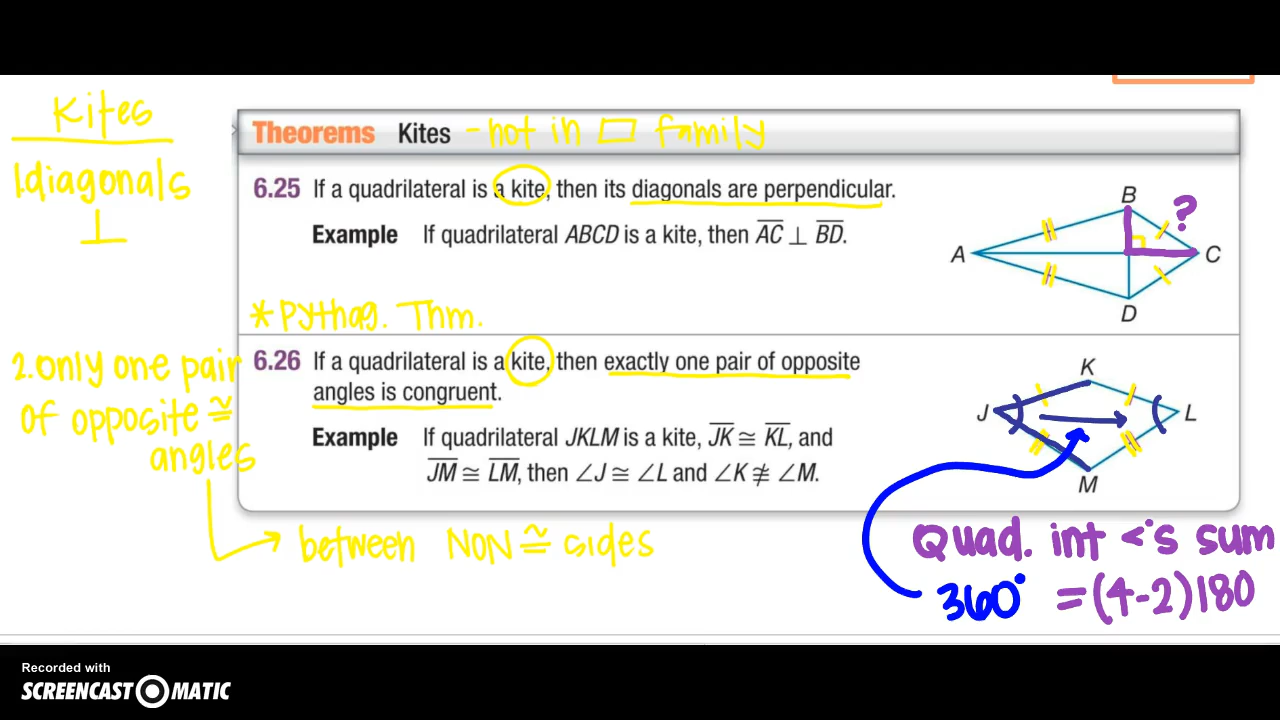 Kites
1.diagonals
⊥
Theorems Kites - not in ▱ family
6.25 If a quadrilateral is a kite, then its diagonals are perpendicular.
Example If quadrilateral ABCD is a kite, then AC ⊥ BD.
* Pythag. Thm.
B
?
A
C
D
2.only one pair
of opposite ≅
angles
between NON ≅ sides
6.26 If a quadrilateral is a kite, then exactly one pair of opposite
angles is congruent.
Example If quadrilateral JKLM is a kite, JK ≅ KL, and
JM ≅ LM, then ∠J ≅ ∠L and ∠K ≇ ∠M.
K
J
L
M
Quad. int <'s sum
360° = (4-2)180
Recorded with
SCREENCAST O MATIC